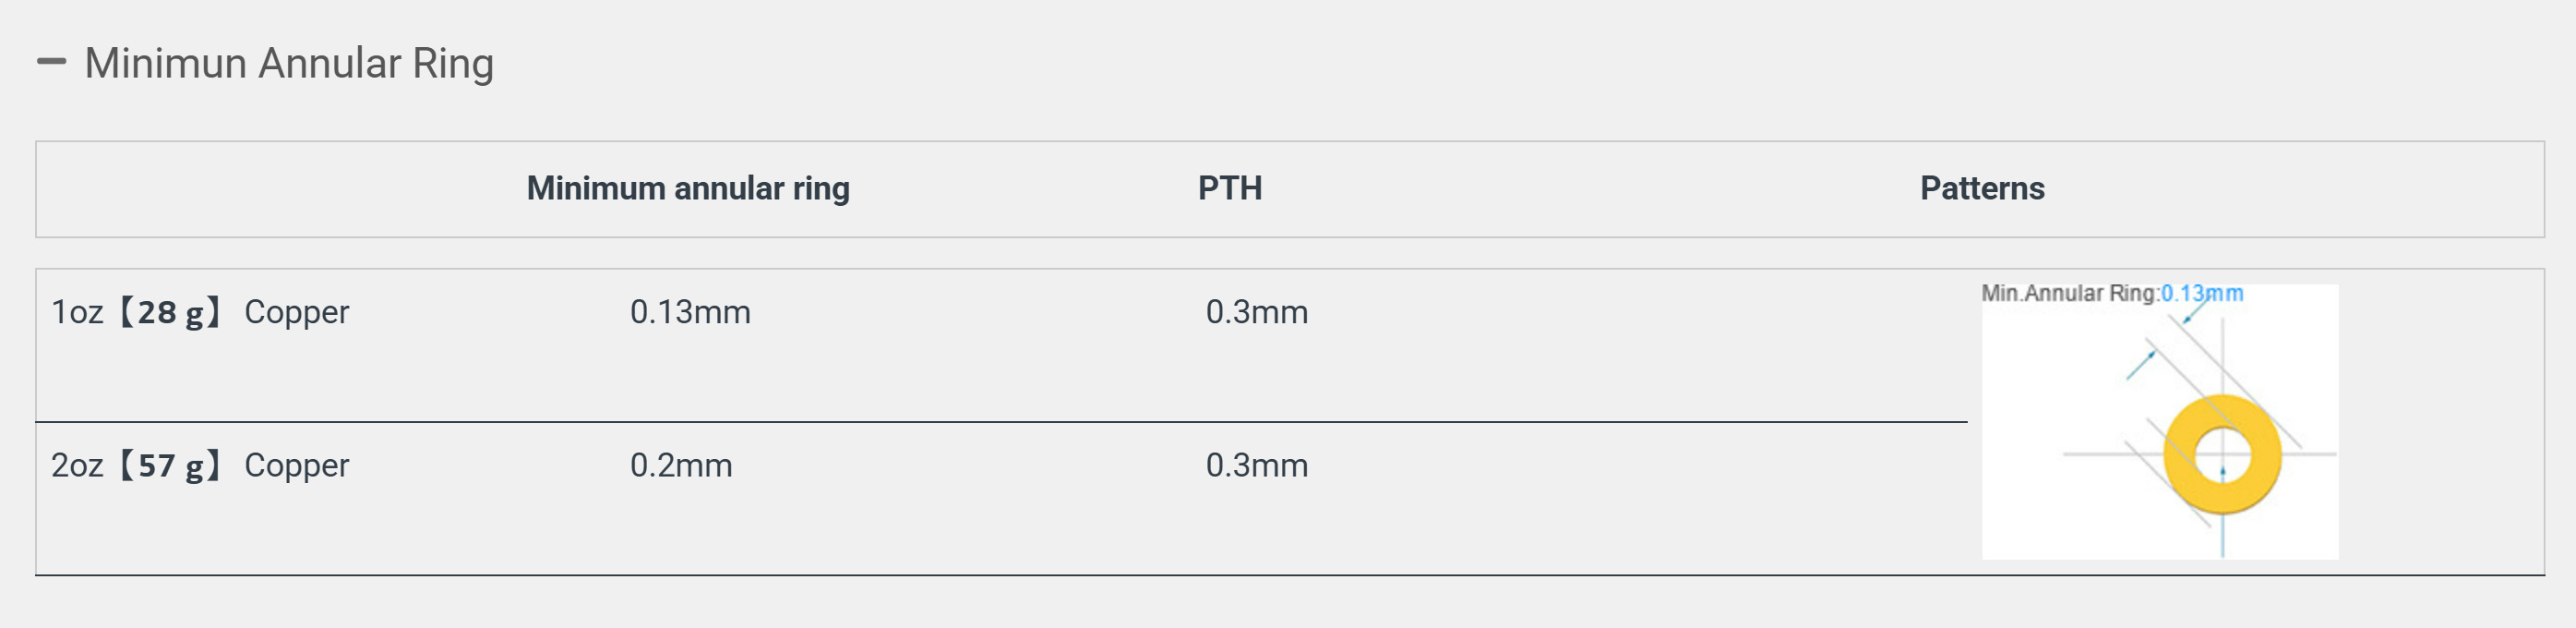 Minimun Annular Ring
Minimum annular ring PTH Patterns
1oz【28 g】 Copper 0.13mm 0.3mm
Min.Annular Ring:0.13mm
2oz【57 g】 Copper 0.2mm 0.3mm